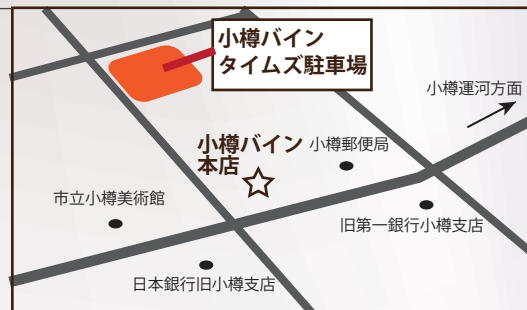 小樽バイン
タイムズ駐車場
小樽運河方面
小樽バイン
本店
小樽郵便局
市立小樽美術館
旧第一銀行小樽支店
日本銀行旧小樽支店